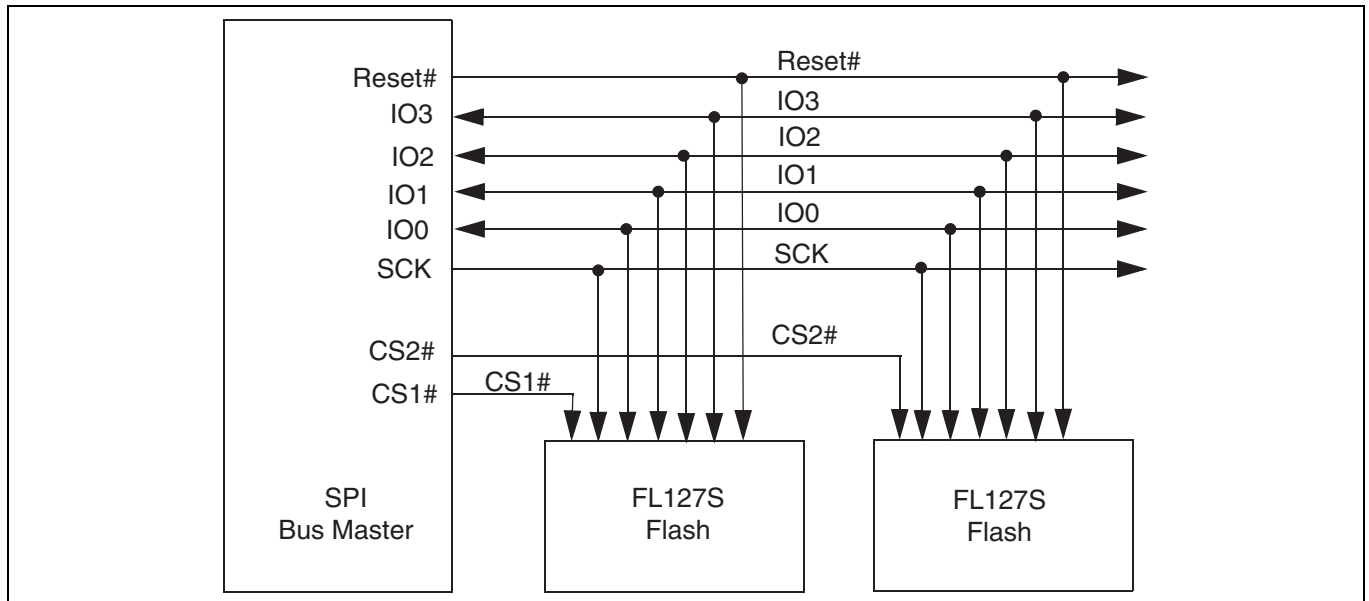 Reset#
Reset#
IO3
IO3
IO2
IO2
IO1
IO1
IO0
IO0
SCK
SCK
CS2#
CS2#
CS1#
CS1#
SPI
Bus Master
FL127S
Flash
FL127S
Flash